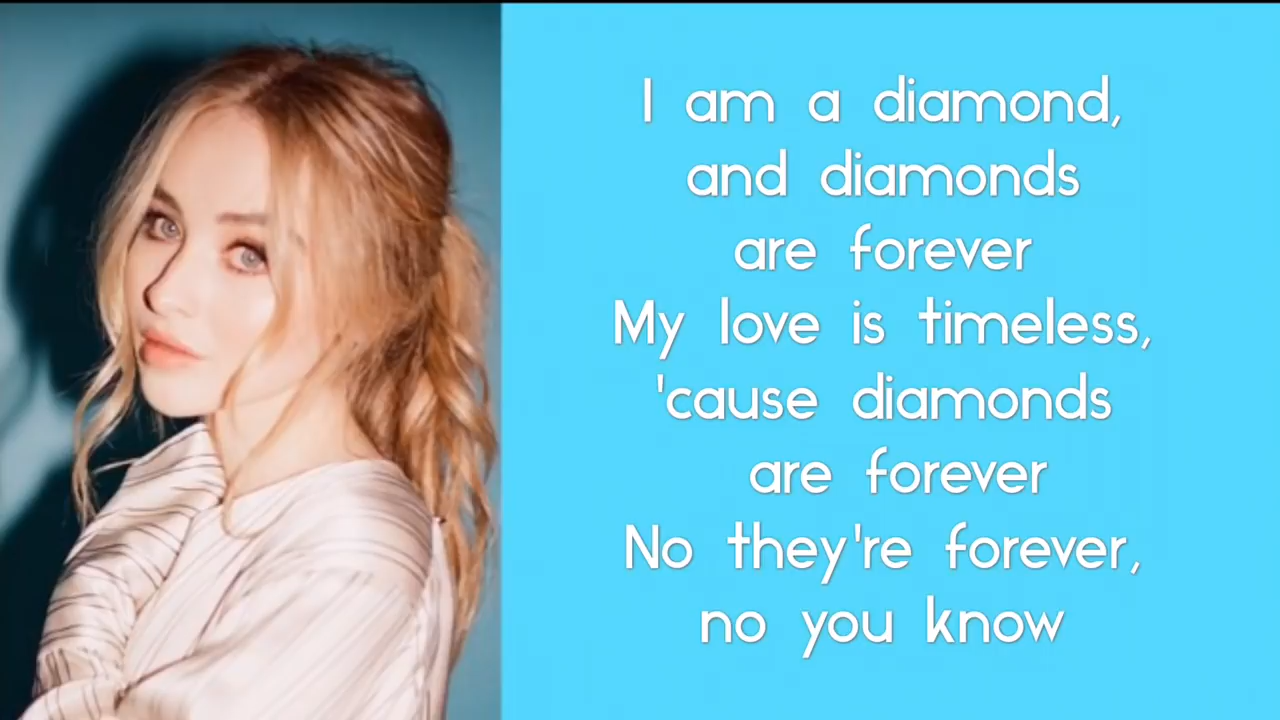 I am a diamond,
and diamonds
are forever
My love is timeless,
'cause diamonds
are forever
No they're forever,
no you know